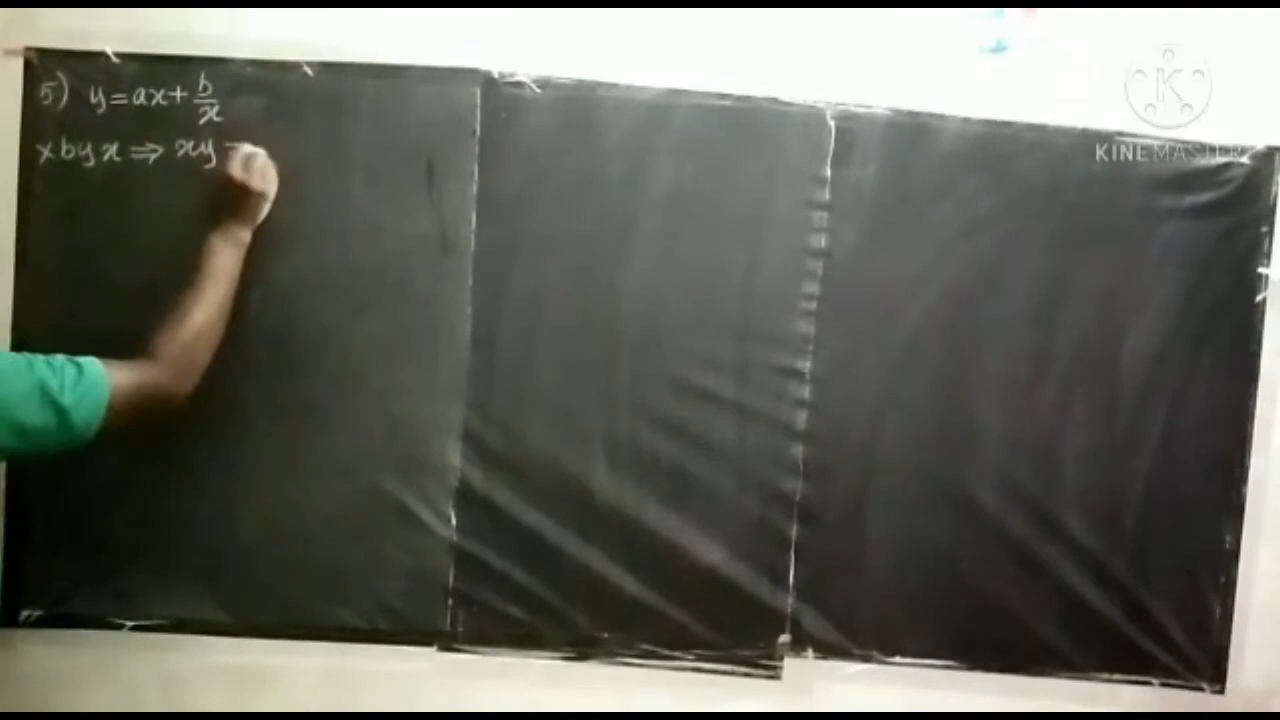 5) y = ax + b/x
× by x ⇒ xy =
KINEMASTER